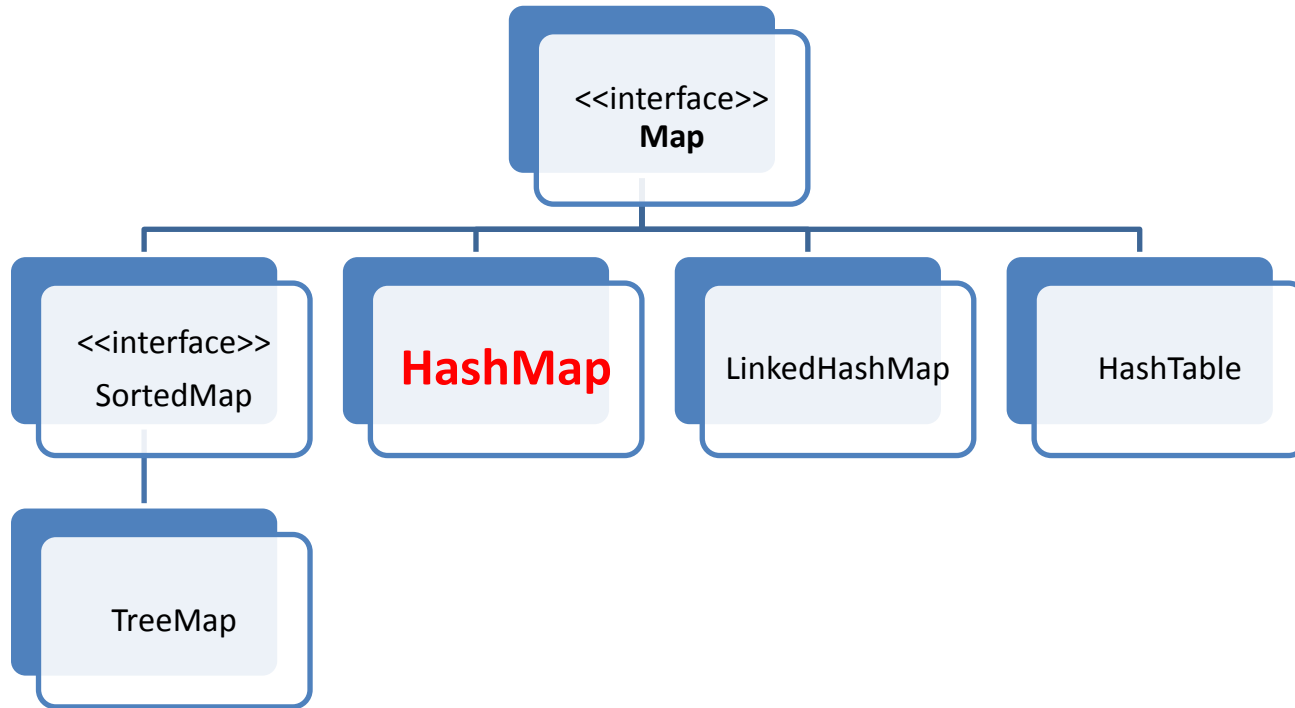 <<interface>>
Map
<<interface>>
SortedMap
HashMap
LinkedHashMap
HashTable
TreeMap